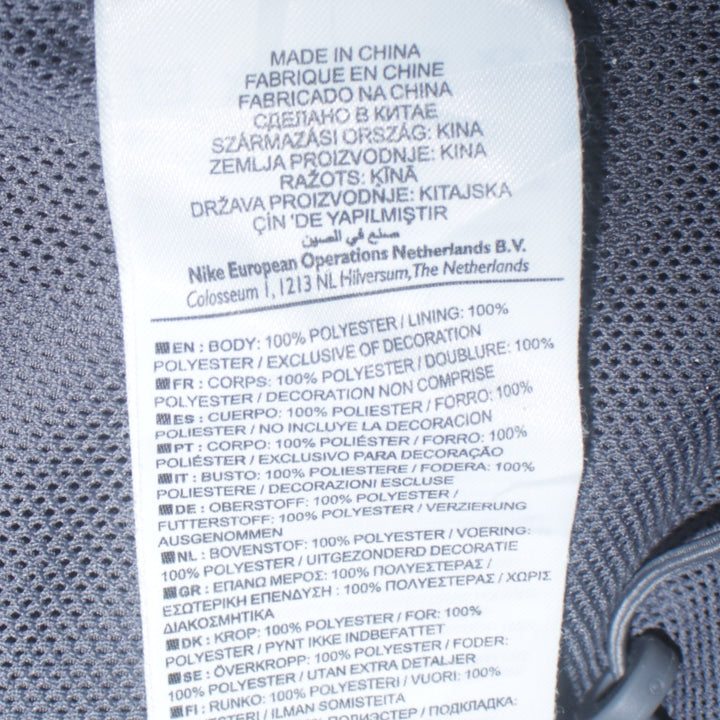 MADE IN CHINA
FABRIQUE EN CHINE
FABRICADO NA CHINA
СДЕЛАНО В КИТАЕ
SZÁRMAZÁSI ORSZÁG: KINA
ZEMLJA PROIZVODNJE: KINA
RAŽOTS: ĶĪNĀ
DRŽAVA PROIZVODNJE: KITAJSKA
ÇİN 'DE YAPILMIŞTIR
صنع في الصين
Nike European Operations Netherlands B.V.
Colosseum 1, 1213 NL Hilversum, The Netherlands
EN : BODY: 100% POLYESTER / LINING: 100%
POLYESTER / EXCLUSIVE OF DECORATION
FR : CORPS: 100% POLYESTER / DOUBLURE: 100%
POLYESTER / DECORATION NON COMPRISE
ES : CUERPO: 100% POLIESTER / FORRO: 100%
POLIESTER / NO INCLUYE LA DECORACION
PT : CORPO: 100% POLIÉSTER / FORRO: 100%
POLIÉSTER / EXCLUSIVO PARA DECORAÇÃO
IT : BUSTO: 100% POLIESTERE / FODERA: 100%
POLIESTERE / DECORAZIONI ESCLUSE
DE : OBERSTOFF: 100% POLYESTER /
FUTTERSTOFF: 100% POLYESTER / VERZIERUNG
AUSGENOMMEN
NL : BOVENSTOF: 100% POLYESTER / VOERING:
100% POLYESTER / UITGEZONDERD DECORATIE
GR : ΕΠΑΝΩ ΜΕΡΟΣ: 100% ΠΟΛΥΕΣΤΕΡΑΣ /
ΕΣΩΤΕΡΙΚΗ ΕΠΕΝΔΥΣΗ : 100% ΠΟΛΥΕΣΤΕΡΑΣ / ΧΩΡΙΣ
ΔΙΑΚΟΣΜΗΤΙΚΑ
DK : KROP: 100% POLYESTER / FOR: 100%
POLYESTER / PYNT IKKE INDBEFATTET
SE : ÖVERKROPP: 100% POLYESTER / FODER:
100% POLYESTER / UTAN EXTRA DETALJER
FI : RUNKO: 100% POLYESTERI / VUORI: 100%
POLYESTERI / ILMAN SOMISTEITA
ПОЛИЭСТЕР / ПОДКЛАДКА: